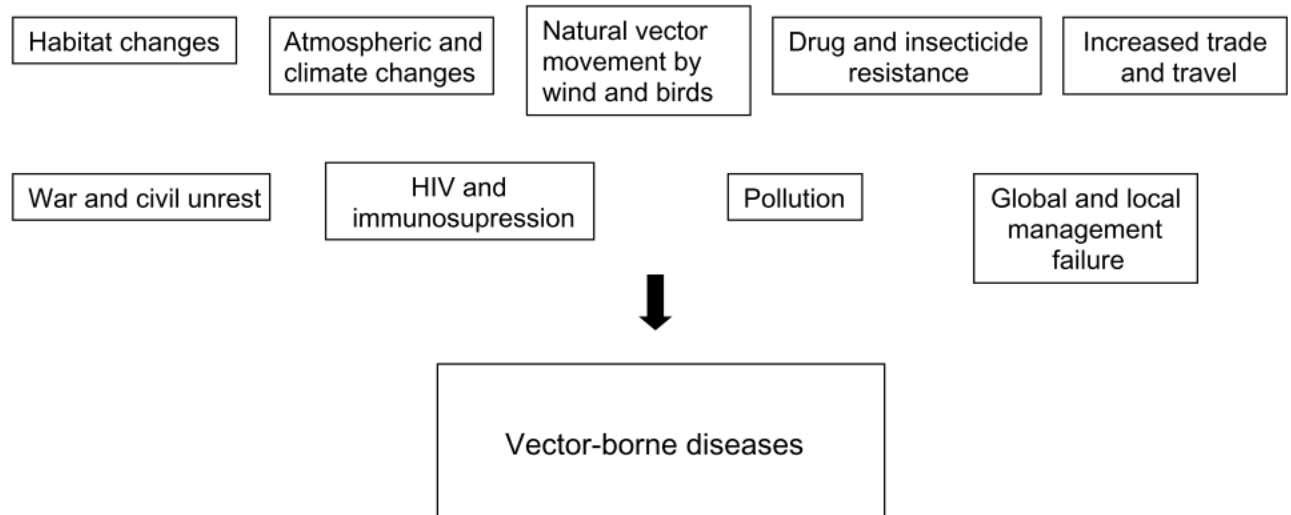 Habitat changes
Atmospheric and
climate changes
Natural vector
movement by
wind and birds
Drug and insecticide
resistance
Increased trade
and travel
War and civil unrest
HIV and
immunosupression
Pollution
Global and local
management
failure
Vector-borne diseases